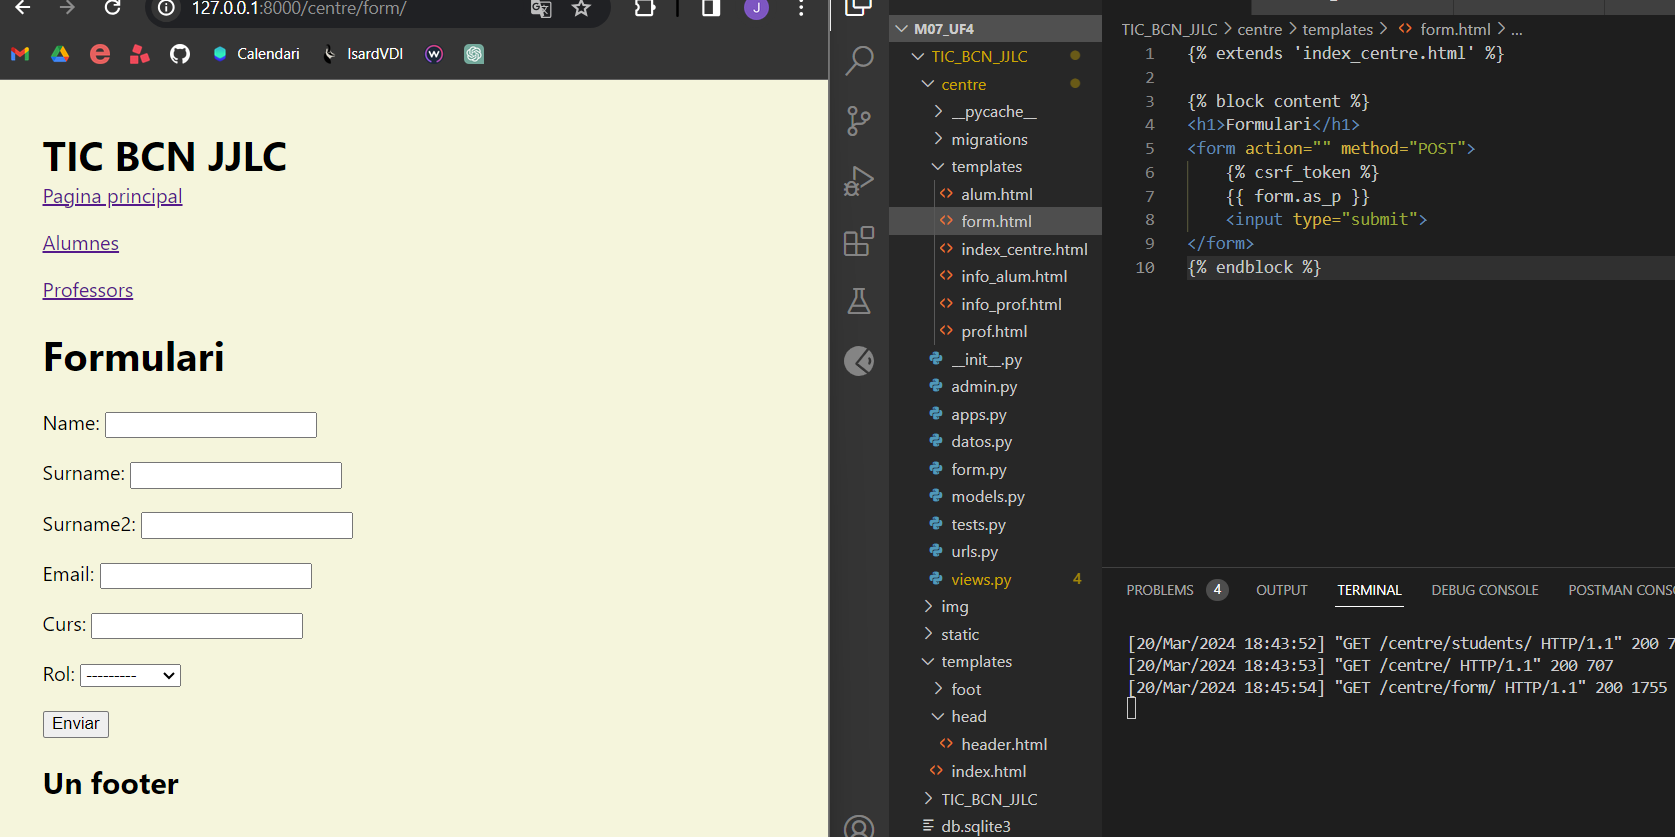 127.0.0.1:8000/centre/form/
J
Calendari
IsardVDI
TIC BCN JJLC
Pagina principal
Alumnes
Professors
Formulari
Name:
Surname:
Surname2:
Email:
Curs:
Rol: ---------
Enviar
Un footer
M07_UF4
TIC_BCN_JJLC
centre
__pycache__
migrations
templates
alum.html
form.html
index_centre.html
info_alum.html
info_prof.html
prof.html
__init__.py
admin.py
apps.py
datos.py
form.py
models.py
tests.py
urls.py
views.py 4
img
static
templates
foot
head
header.html
index.html
TIC_BCN_JJLC
db.sqlite3
TIC_BCN_JJLC > centre > templates > <> form.html > ...
1 {% extends 'index_centre.html' %}
2
3 {% block content %}
4 <h1>Formulari</h1>
5 <form action="" method="POST">
6 {% csrf_token %}
7 {{ form.as_p }}
8 <input type="submit">
9 </form>
10 {% endblock %}
PROBLEMS 4 OUTPUT TERMINAL DEBUG CONSOLE POSTMAN CONS
[20/Mar/2024 18:43:52] "GET /centre/students/ HTTP/1.1" 200 7
[20/Mar/2024 18:43:53] "GET /centre/ HTTP/1.1" 200 707
[20/Mar/2024 18:45:54] "GET /centre/form/ HTTP/1.1" 200 1755